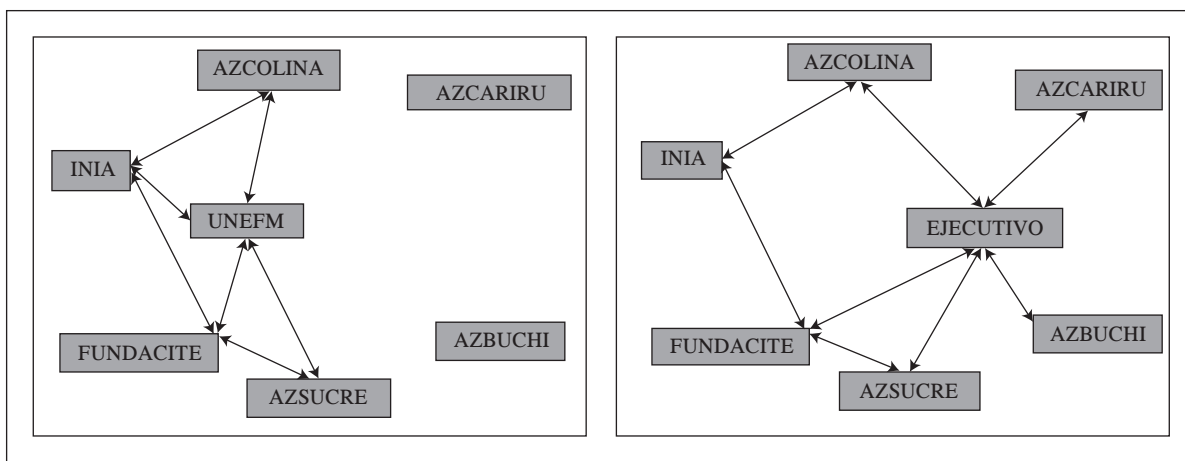 AZCOLINA
AZCARIRU
INIA
UNEFM
FUNDACITE
AZBUCHI
AZSUCRE
AZCOLINA
AZCARIRU
INIA
EJECUTIVO
FUNDACITE
AZBUCHI
AZSUCRE